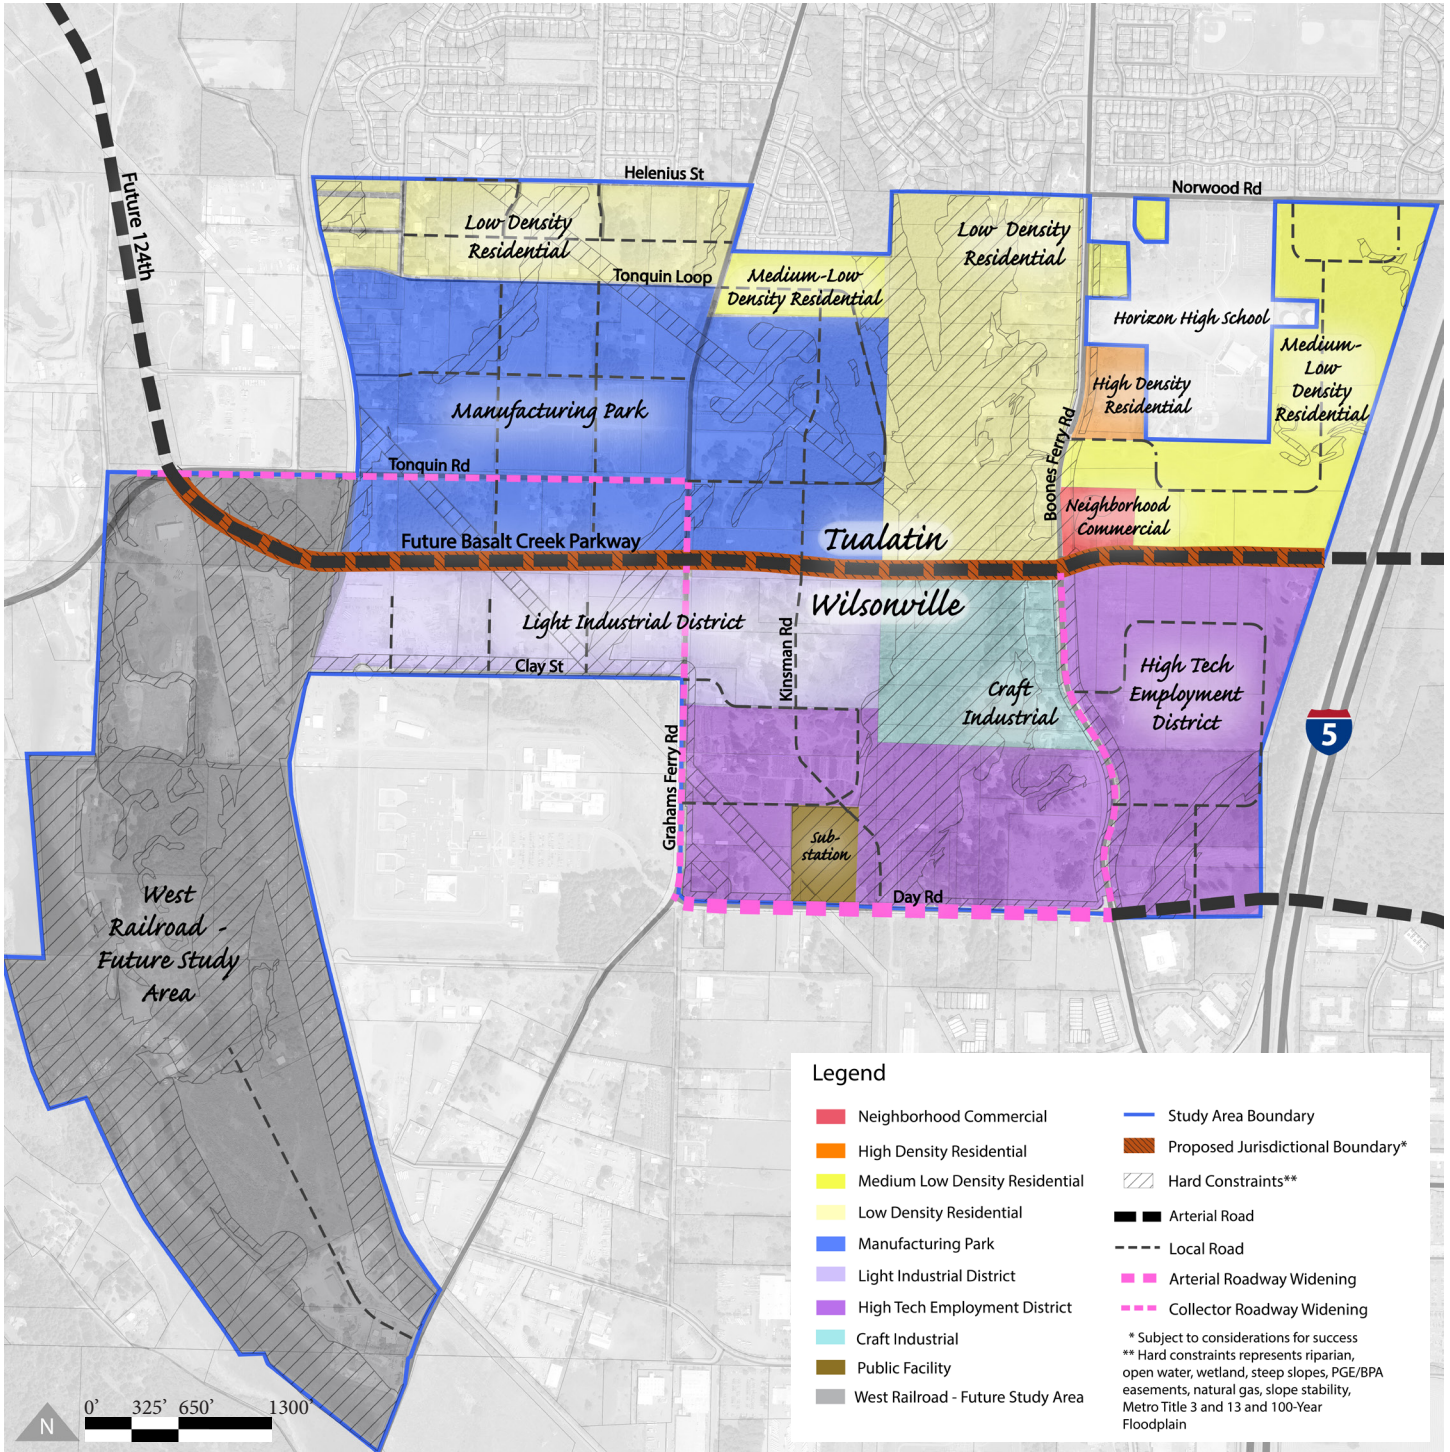 Helenius St
Norwood Rd
Future 124th
Low Density
Residential
Low Density
Residential
Tonquin Loop
Medium-Low
Density Residential
Horizon High School
Medium-
Low
Density
Residential
High Density
Residential
Manufacturing Park
Boones Ferry Rd
Tonquin Rd
Neighborhood
Commercial
Future Basalt Creek Parkway
Tualatin
Wilsonville
Light Industrial District
Kinsman Rd
Clay St
High Tech
Employment
District
Craft
Industrial
5
Grahams Ferry Rd
Sub-
station
Day Rd
West
Railroad -
Future Study
Area
Legend
Neighborhood Commercial
High Density Residential
Medium Low Density Residential
Low Density Residential
Manufacturing Park
Light Industrial District
High Tech Employment District
Craft Industrial
Public Facility
West Railroad - Future Study Area
Study Area Boundary
Proposed Jurisdictional Boundary*
Hard Constraints**
Arterial Road
Local Road
Arterial Roadway Widening
Collector Roadway Widening
* Subject to considerations for success
** Hard constraints represents riparian,
open water, wetland, steep slopes, PGE/BPA
easements, natural gas, slope stability,
Metro Title 3 and 13 and 100-Year
Floodplain
N
0' 325' 650' 1300'